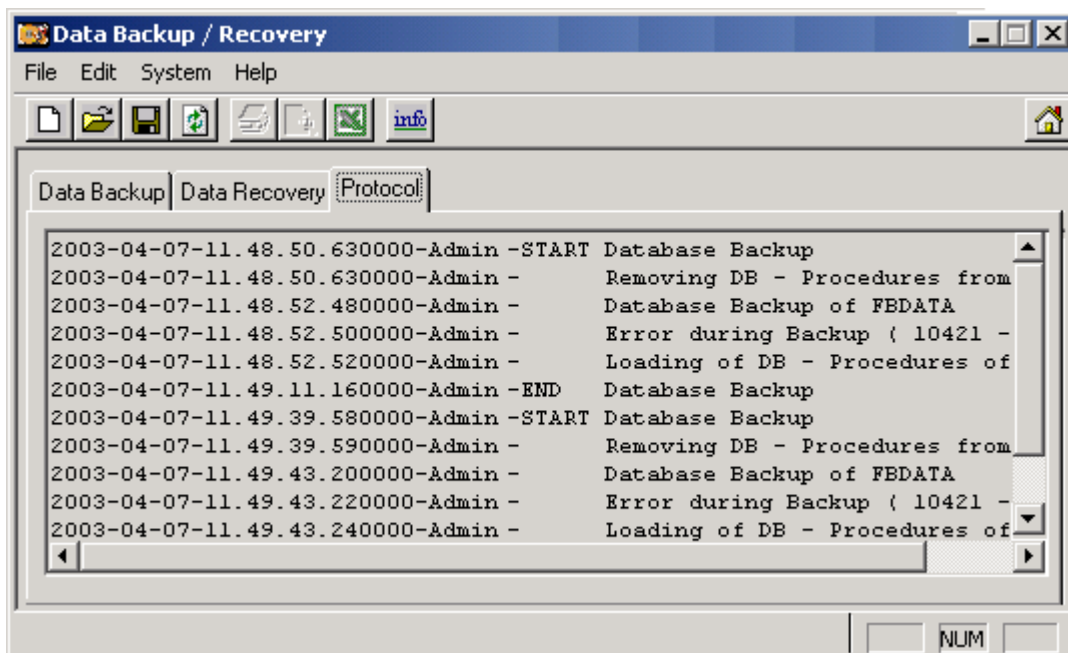 Data Backup / Recovery
File Edit System Help
info
Data Backup Data Recovery Protocol
2003-04-07-11.48.50.630000-Admin -START Database Backup
2003-04-07-11.48.50.630000-Admin - Removing DB - Procedures from
2003-04-07-11.48.52.480000-Admin - Database Backup of FBDATA
2003-04-07-11.48.52.500000-Admin - Error during Backup ( 10421 -
2003-04-07-11.48.52.520000-Admin - Loading of DB - Procedures of
2003-04-07-11.49.11.160000-Admin -END Database Backup
2003-04-07-11.49.39.580000-Admin -START Database Backup
2003-04-07-11.49.39.590000-Admin - Removing DB - Procedures from
2003-04-07-11.49.43.200000-Admin - Database Backup of FBDATA
2003-04-07-11.49.43.220000-Admin - Error during Backup ( 10421 -
2003-04-07-11.49.43.240000-Admin - Loading of DB - Procedures of
NUM